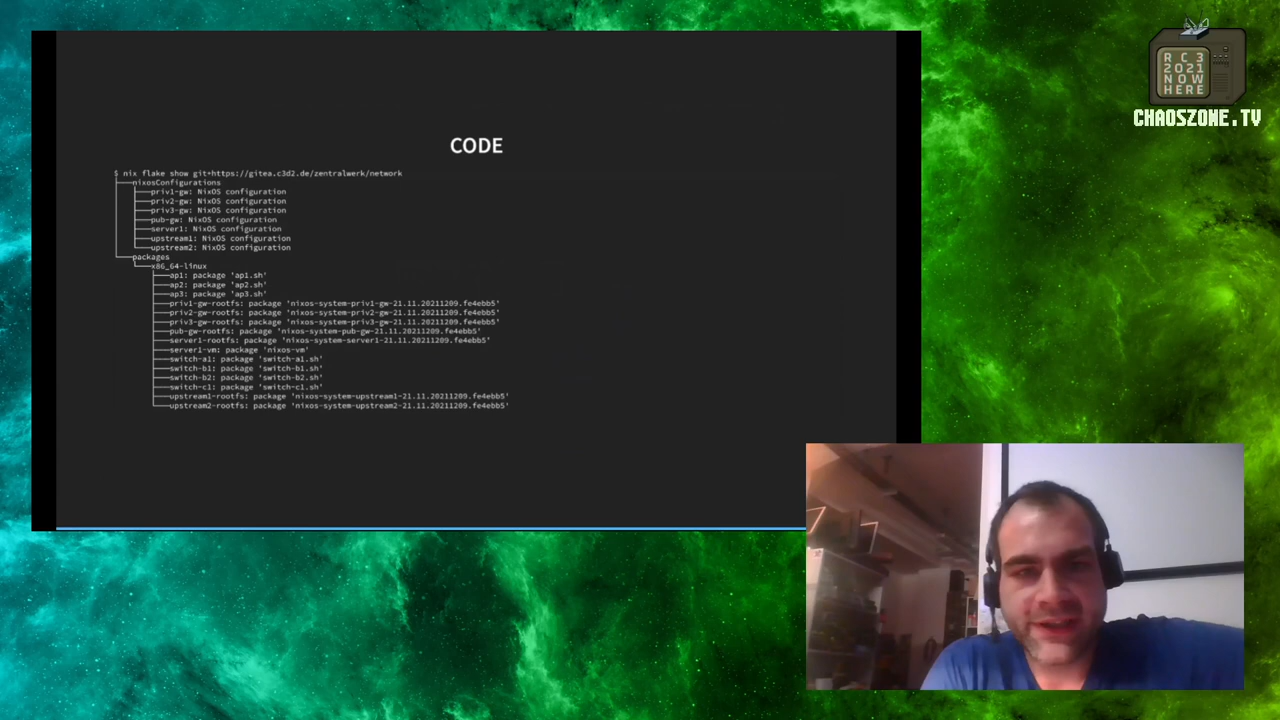 RC3
2021
NOW
HERE
CHAOSZONE.TV
CODE
$ nix flake show git+https://gitea.c3d2.de/zentralwerk/network
├───nixosConfigurations
│   ├───priv1-gw: NixOS configuration
│   ├───priv2-gw: NixOS configuration
│   ├───priv3-gw: NixOS configuration
│   ├───pub-gw: NixOS configuration
│   ├───server1: NixOS configuration
│   ├───upstream1: NixOS configuration
│   └───upstream2: NixOS configuration
└───packages
    └───x86_64-linux
        ├───ap1: package 'ap1.sh'
        ├───ap2: package 'ap2.sh'
        ├───ap3: package 'ap3.sh'
        ├───priv1-gw-rootfs: package 'nixos-system-priv1-gw-21.11.20211209.fe4ebb5'
        ├───priv2-gw-rootfs: package 'nixos-system-priv2-gw-21.11.20211209.fe4ebb5'
        ├───priv3-gw-rootfs: package 'nixos-system-priv3-gw-21.11.20211209.fe4ebb5'
        ├───pub-gw-rootfs: package 'nixos-system-pub-gw-21.11.20211209.fe4ebb5'
        ├───server1-rootfs: package 'nixos-system-server1-21.11.20211209.fe4ebb5'
        ├───server1-vm: package 'nixos-vm'
        ├───switch-a1: package 'switch-a1.sh'
        ├───switch-b1: package 'switch-b1.sh'
        ├───switch-b2: package 'switch-b2.sh'
        ├───switch-c1: package 'switch-c1.sh'
        ├───upstream1-rootfs: package 'nixos-system-upstream1-21.11.20211209.fe4ebb5'
        └───upstream2-rootfs: package 'nixos-system-upstream2-21.11.20211209.fe4ebb5'